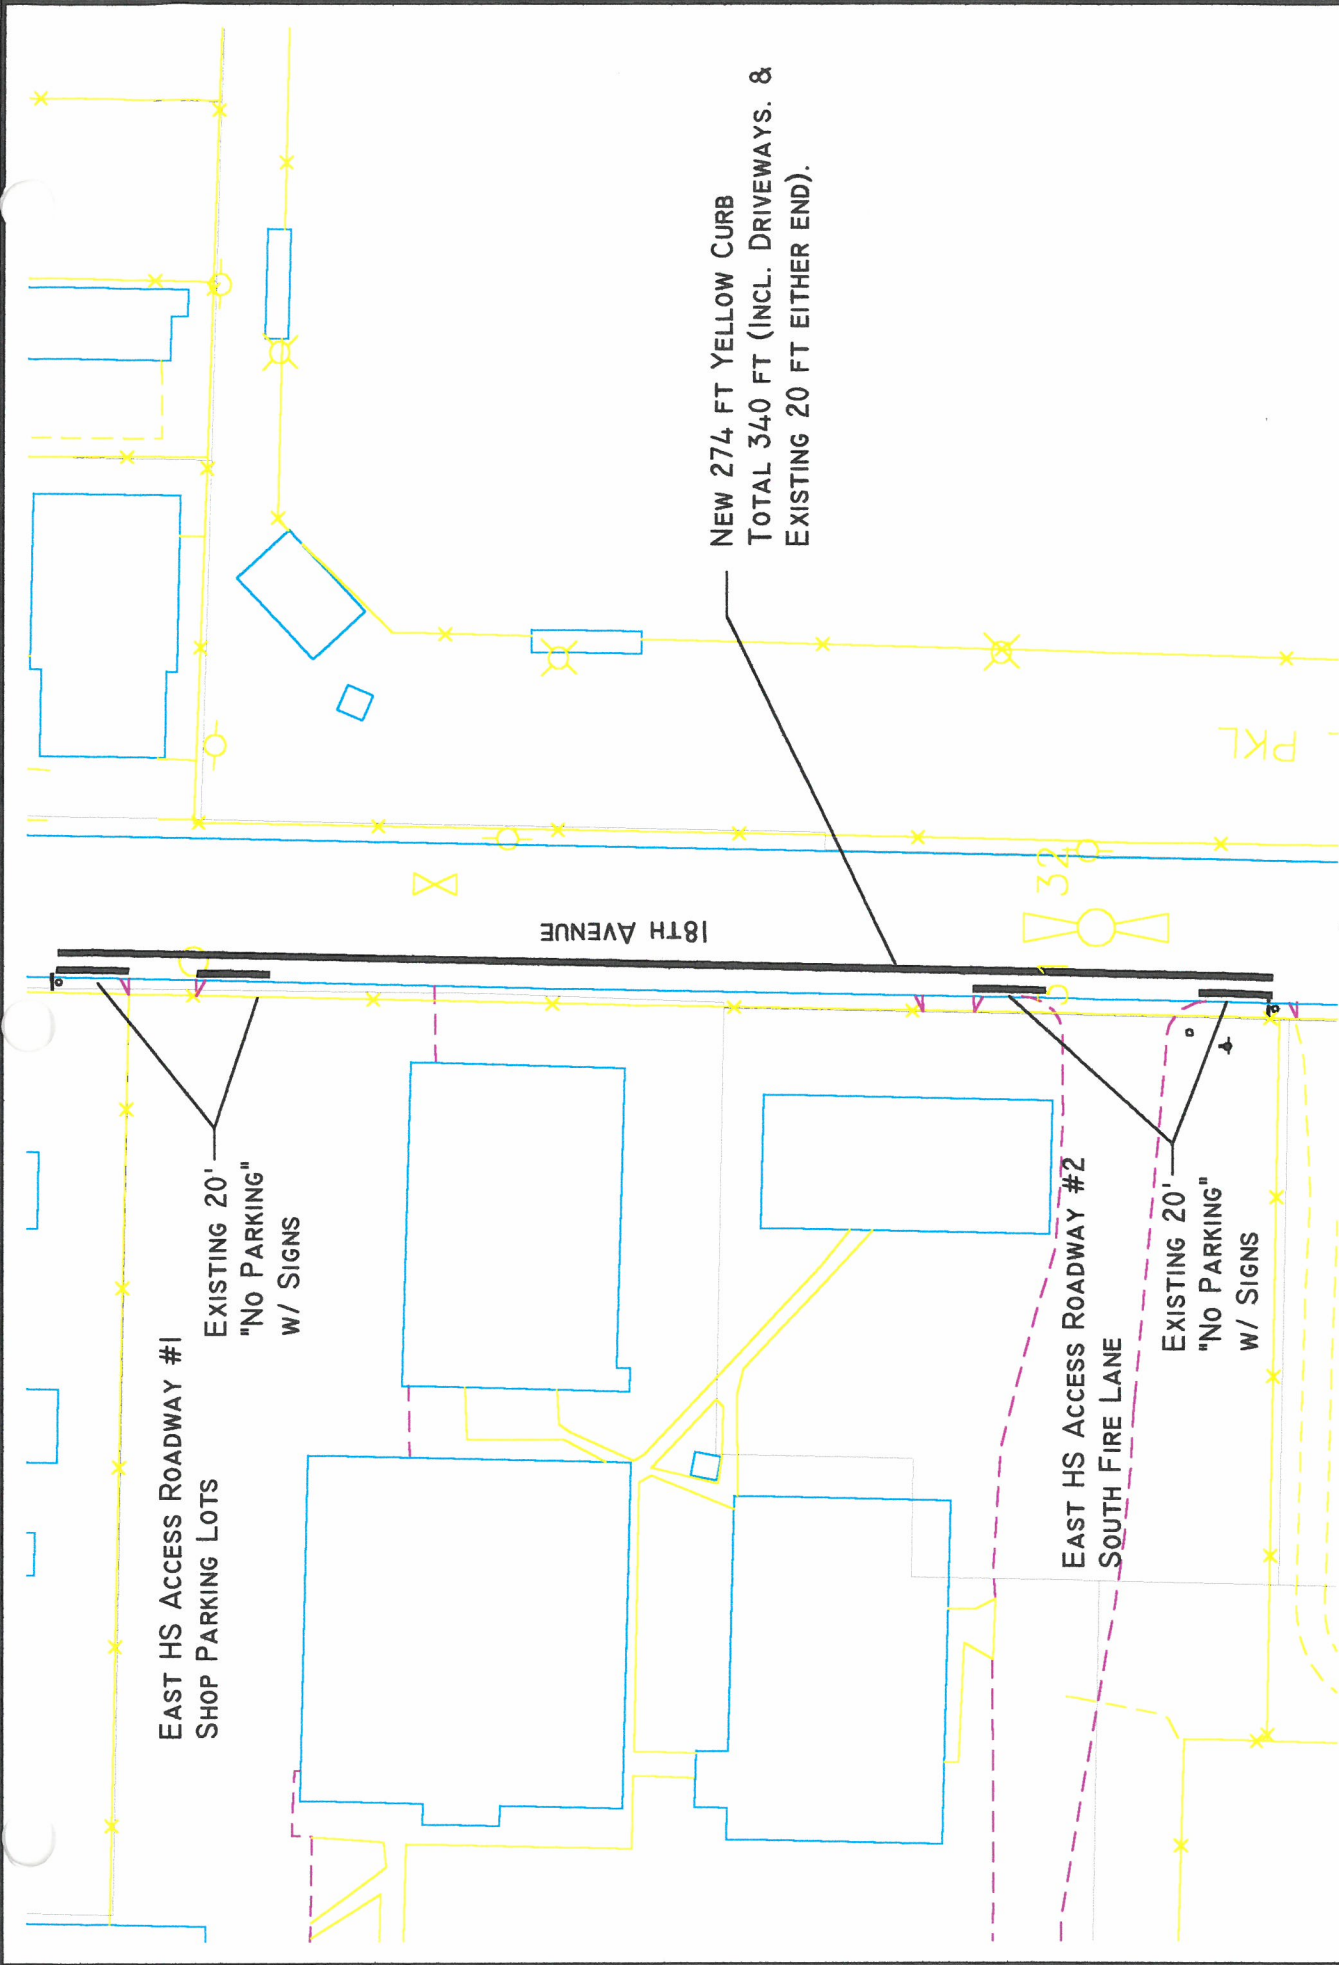 NEW 274 FT YELLOW CURB
TOTAL 340 FT (INCL. DRIVEWAYS. &
EXISTING 20 FT EITHER END).
18TH AVENUE
EXISTING 20'
"NO PARKING"
W/ SIGNS
EAST HS ACCESS ROADWAY #1
SHOP PARKING LOTS
EAST HS ACCESS ROADWAY #2
SOUTH FIRE LANE
EXISTING 20'
"NO PARKING"
W/ SIGNS
PKL
32